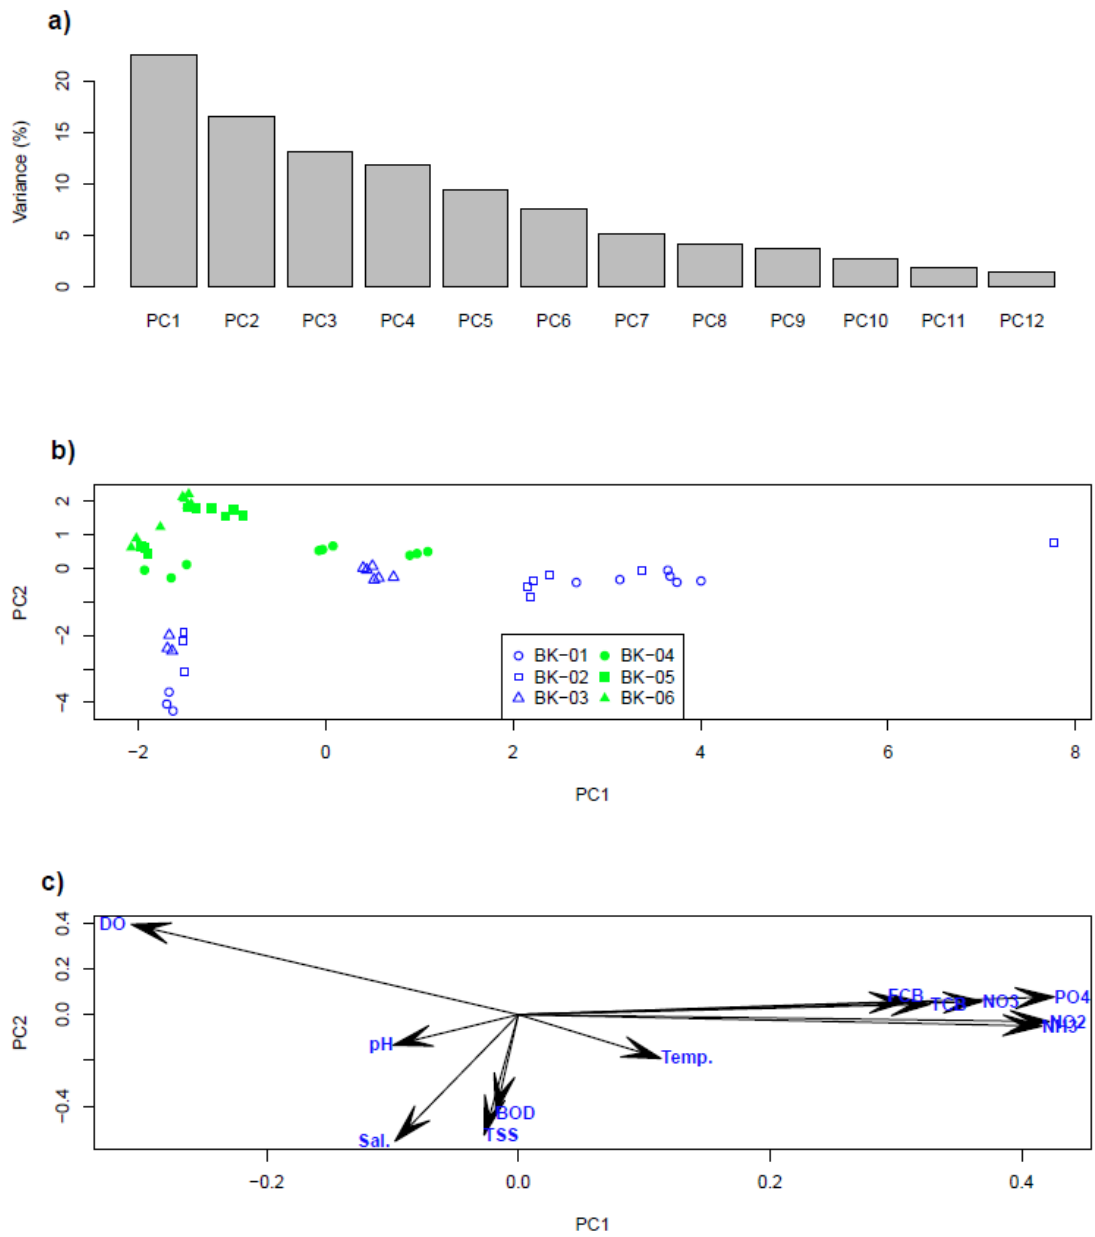 a)
Variance (%)
20
15
10
5
0
PC1 PC2 PC3 PC4 PC5 PC6 PC7 PC8 PC9 PC10 PC11 PC12
b)
PC2
2
1
0
−2
−4
BK−01 BK−04
BK−02 BK−05
BK−03 BK−06
−2 0 2 4 6 8
PC1
c)
PC2
0.4
0.2
0.0
−0.4
DO
FCB
TCB
NO3
PO4
NO2
NH3
pH
Temp.
BOD
TSS
Sal.
−0.2 0.0 0.2 0.4
PC1